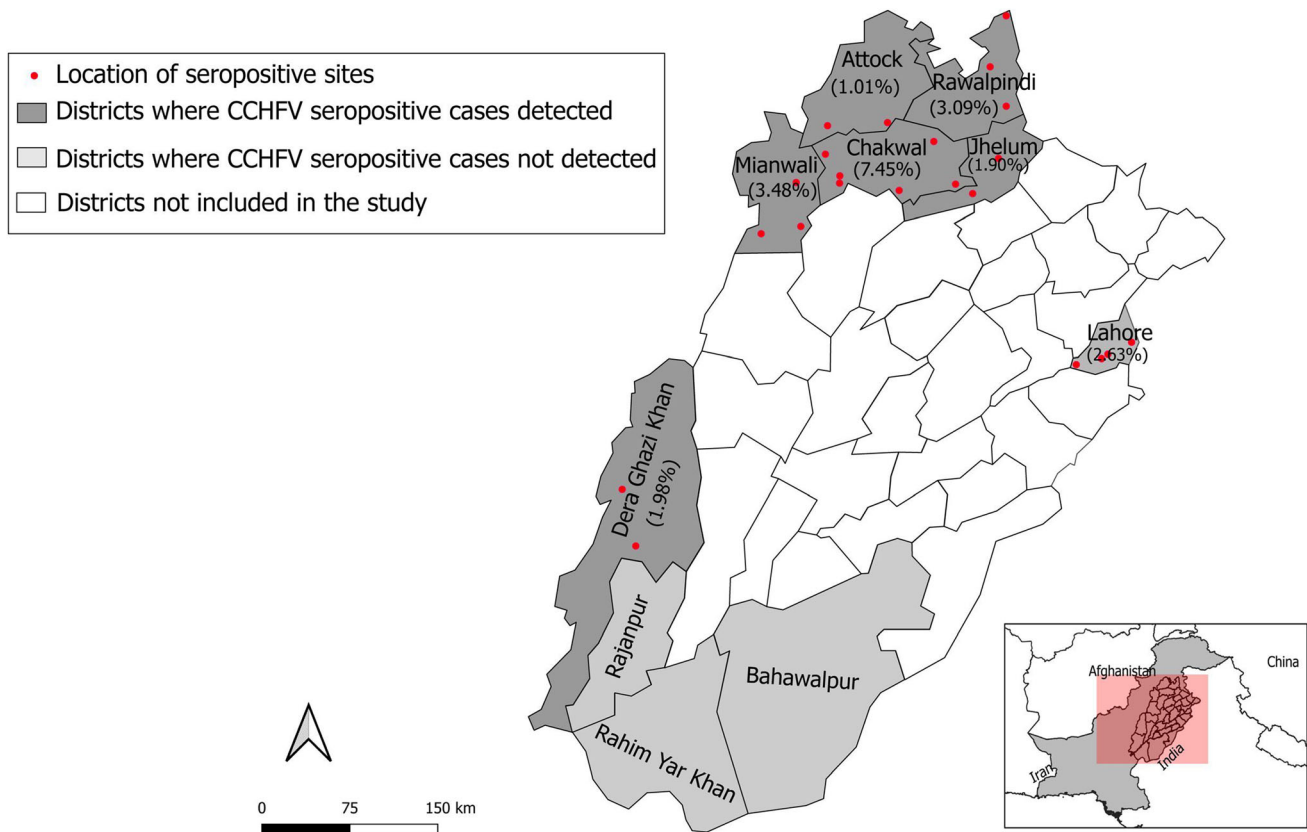 Location of seropositive sites
Districts where CCHFV seropositive cases detected
Districts where CCHFV seropositive cases not detected
Districts not included in the study
Attock
(1.01%)
Rawalpindi
(3.09%)
Mianwali
(3.48%)
Chakwal
(7.45%)
Jhelum
(1.90%)
Lahore
(2.63%)
Dera Ghazi Khan
(1.98%)
Rajanpur
Bahawalpur
Rahim Yar Khan
0 75 150 km
Afghanistan
China
Iran
India